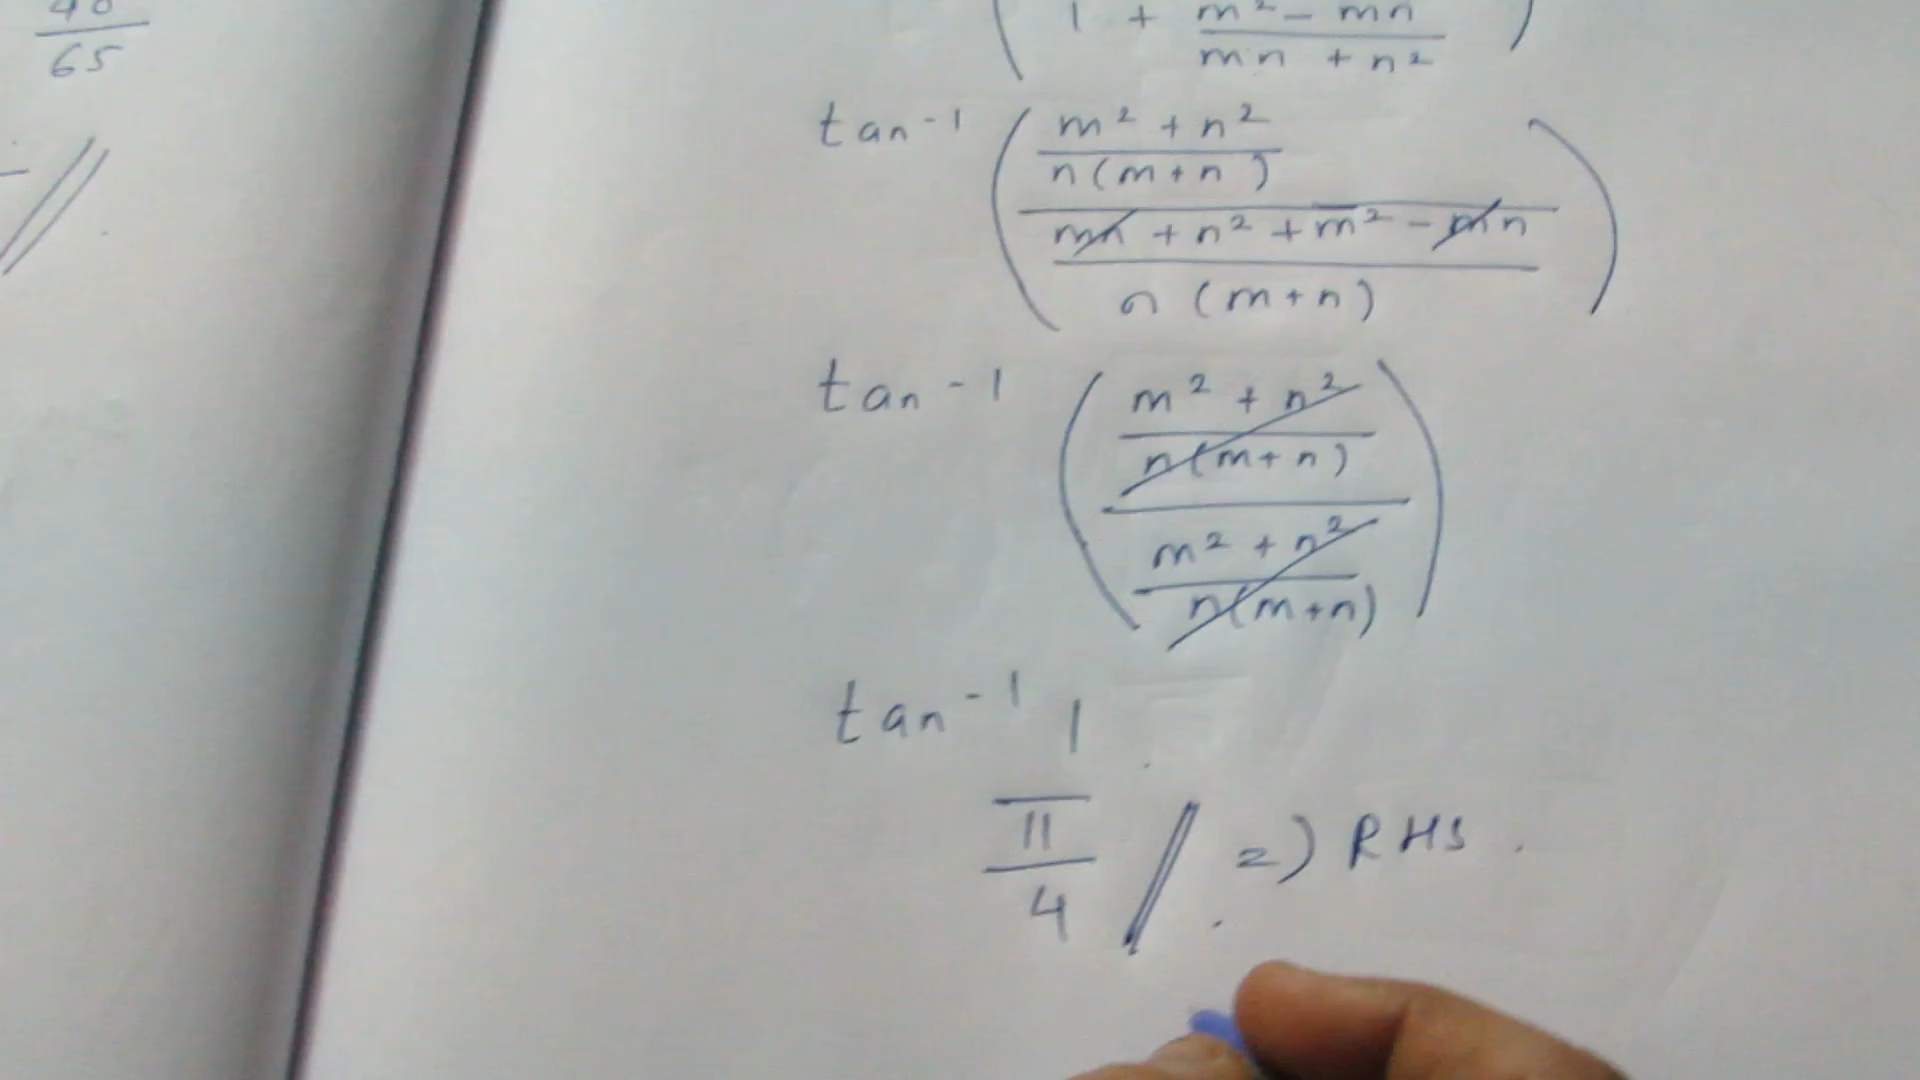 40
65
1 + m² - mn
mn + n²
tan-1 ( m² + n²
n(m+n)
mn + n² + m² - mn
n (m+n) )
tan-1 ( m² + n²
n(m+n)
m² + n²
n(m+n) )
tan-1 1
π
4 // =) RHS .